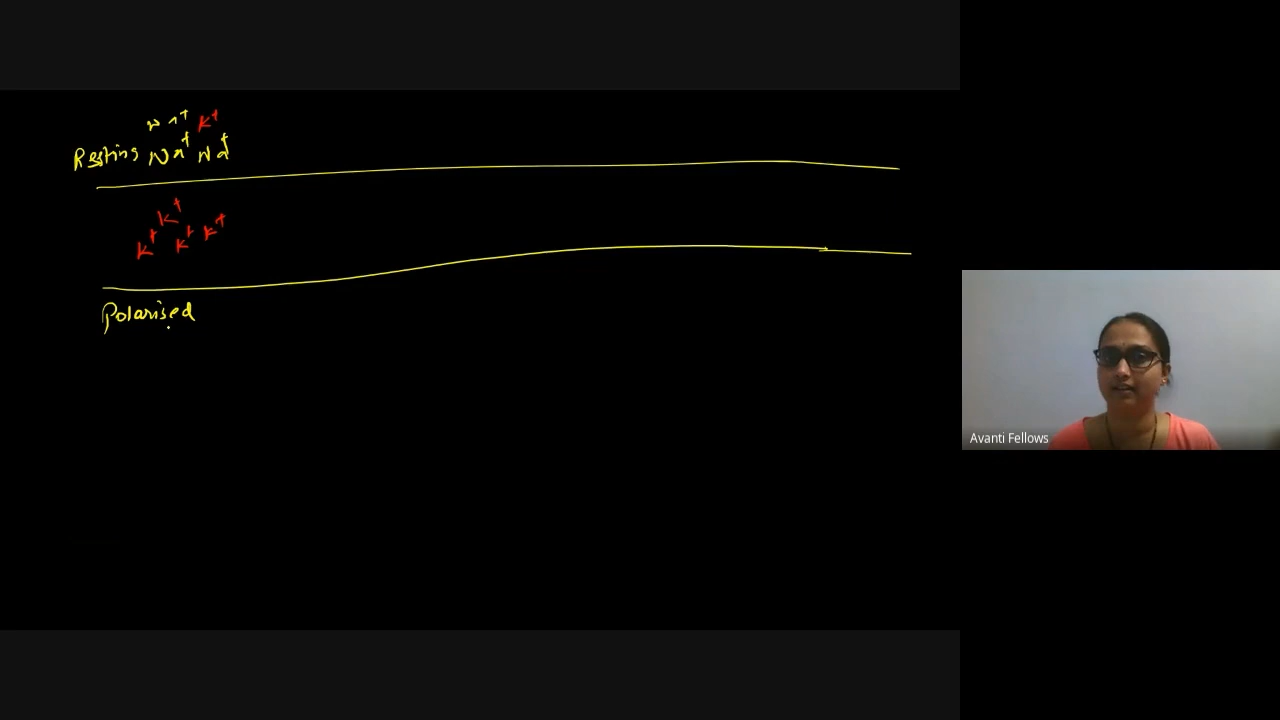 Na⁺ K⁺
Resting Na⁺ Na⁺
K⁺
K⁺ K⁺ K⁺
Polarised
Avanti Fellows